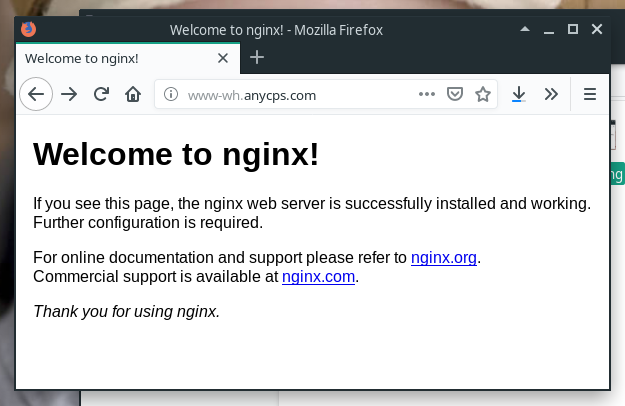 Welcome to nginx! - Mozilla Firefox
Welcome to nginx!
www-wh.anycps.com
Welcome to nginx!
If you see this page, the nginx web server is successfully installed and working.
Further configuration is required.
For online documentation and support please refer to nginx.org.
Commercial support is available at nginx.com.
Thank you for using nginx.
ng